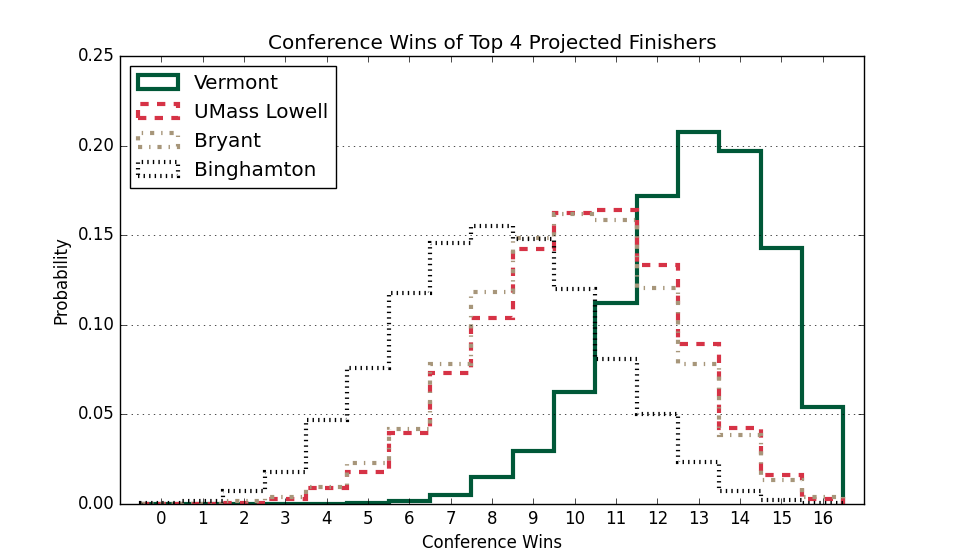 Conference Wins of Top 4 Projected Finishers
Vermont
UMass Lowell
Bryant
Binghamton
0.25
0.20
0.15
0.10
0.05
0.00
Probability
0 1 2 3 4 5 6 7 8 9 10 11 12 13 14 15 16
Conference Wins